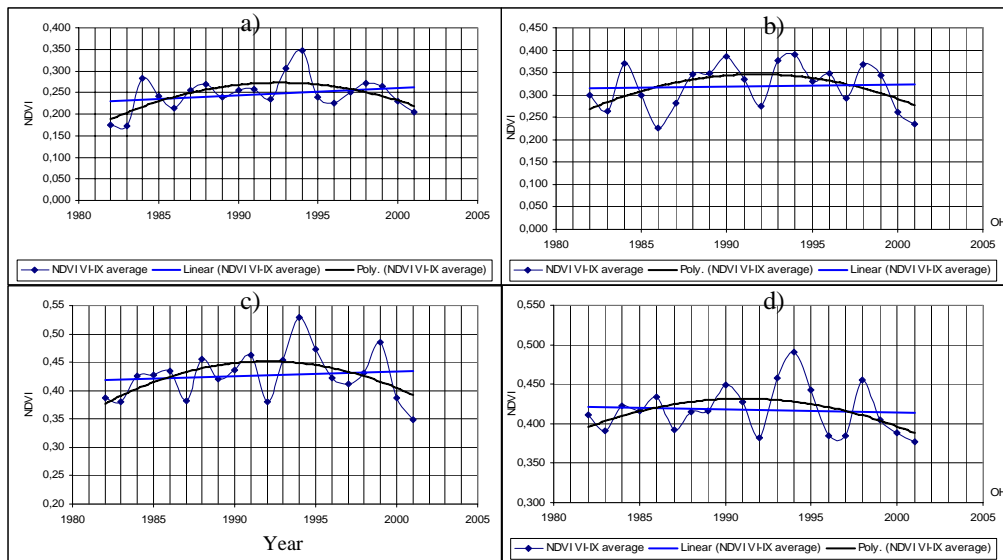 a)
0,400
0,350
0,300
0,250
0,200
0,150
0,100
0,050
0,000
NDVI
1980 1985 1990 1995 2000 2005
NDVI VI-IX average Linear (NDVI VI-IX average) Poly. (NDVI VI-IX average)
b)
0,450
0,400
0,350
0,300
0,250
0,200
0,150
0,100
0,050
0,000
NDVI
1980 1985 1990 1995 2000 2005
NDVI VI-IX average Poly. (NDVI VI-IX average) Linear (NDVI VI-IX average)
c)
0,55
0,50
0,45
0,40
0,35
0,30
0,25
0,20
NDVI
1980 1985 1990 1995 2000 2005
Year
d)
0,550
0,500
0,450
0,400
0,350
0,300
NDVI
1980 1985 1990 1995 2000 2005
NDVI VI-IX average Linear (NDVI VI-IX average) Poly. (NDVI VI-IX average)